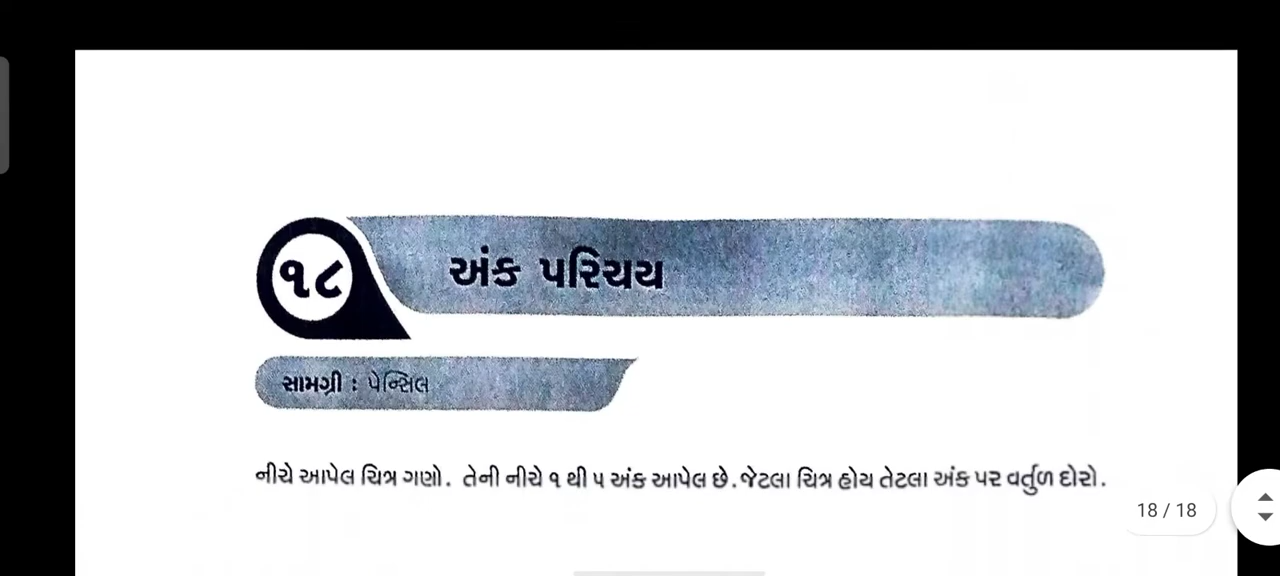 ૧૮
અંક પરિચય
સામગ્રી : પેન્સિલ
નીચે આપેલ ચિત્ર ગણો. તેની નીચે ૧ થી ૫ અંક આપેલ છે. જેટલા ચિત્ર હોય તેટલા અંક પર વર્તુળ દોરો.
18 / 18